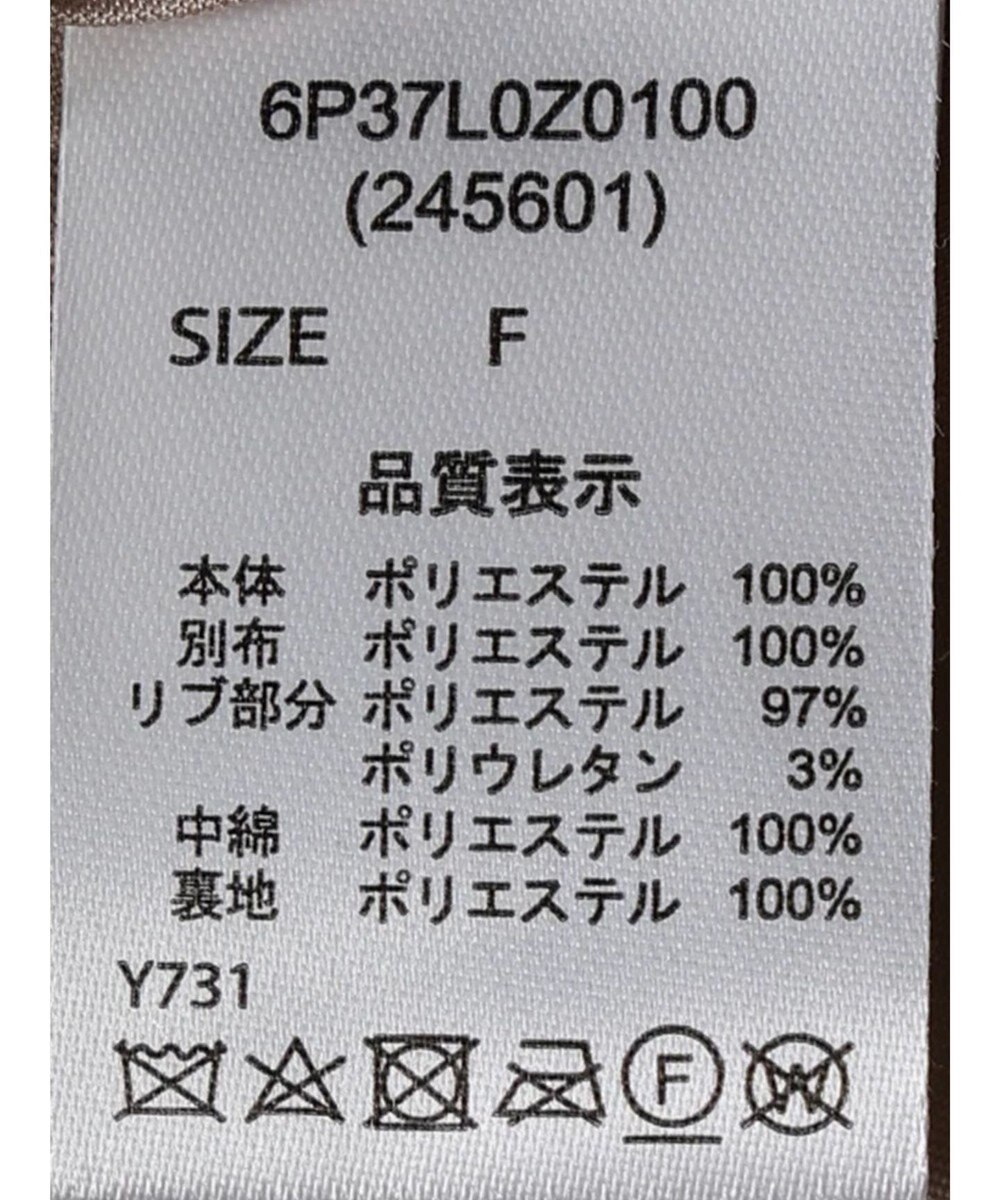 6P37L0Z0100
(245601)
SIZE F
品質表示
本体 ポリエステル 100%
別布 ポリエステル 100%
リブ部分 ポリエステル 97%
ポリウレタン 3%
中綿 ポリエステル 100%
裏地 ポリエステル 100%
Y731
F W